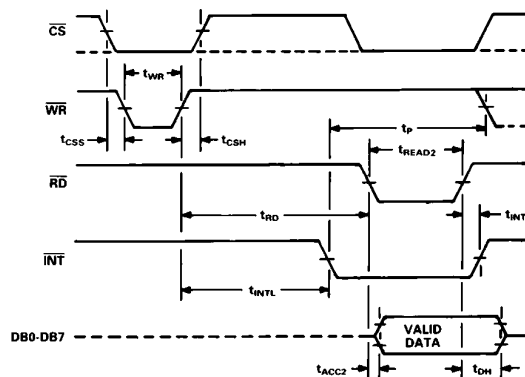 CS
tWR
WR
tCSS
tCSH
tP
tREAD2
RD
tRD
tINT
INT
tINTL
DB0-DB7
VALID
DATA
tACC2
tDH